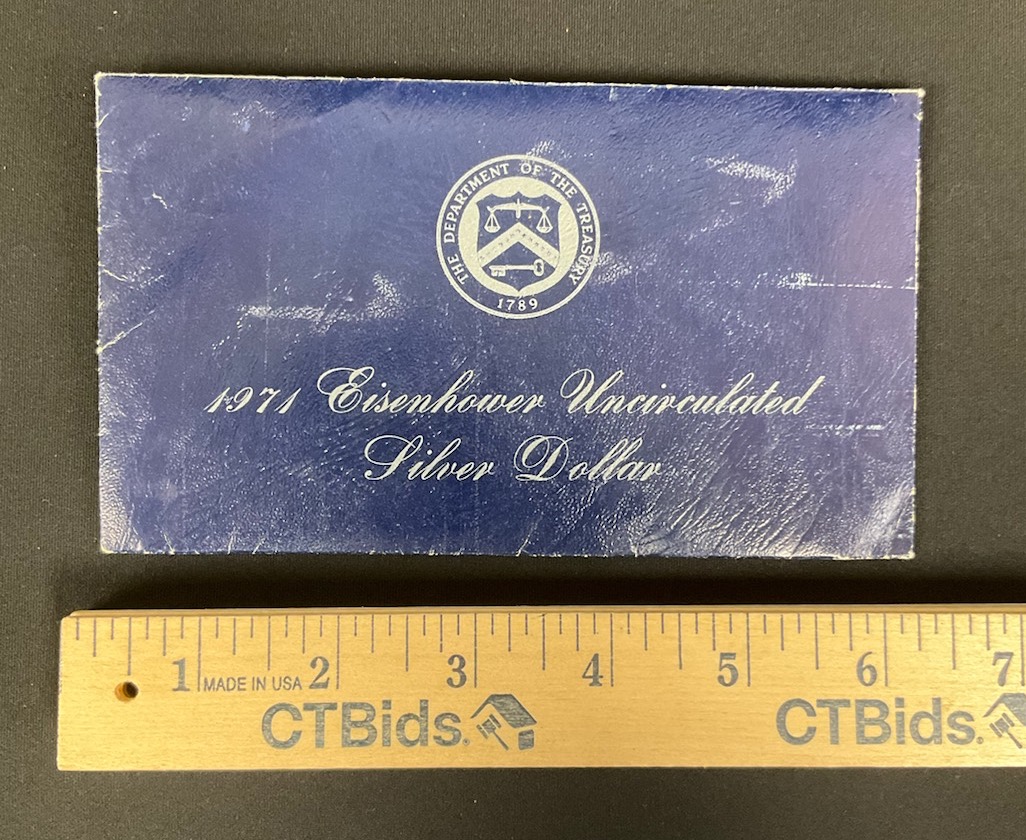 THE DEPARTMENT OF THE TREASURY
1789
1971 Eisenhower Uncirculated
Silver Dollar
1 2 3 4 5 6 7
MADE IN USA
CTBids. CTBids.